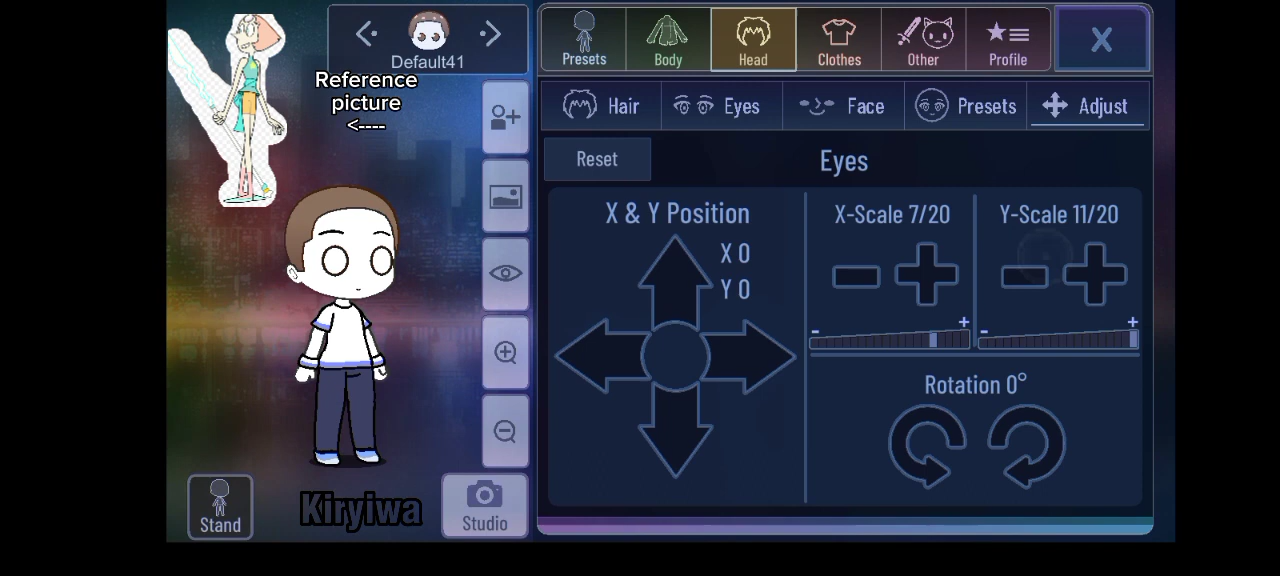 Default41
Reference
picture
<----
Presets
Body
Head
Clothes
Other
Profile
X
Hair
Eyes
Face
Presets
Adjust
Reset
Eyes
X & Y Position
X 0
Y 0
X-Scale 7/20
Y-Scale 11/20
- +
- +
Rotation 0°
Stand
Kiryiwa
Studio